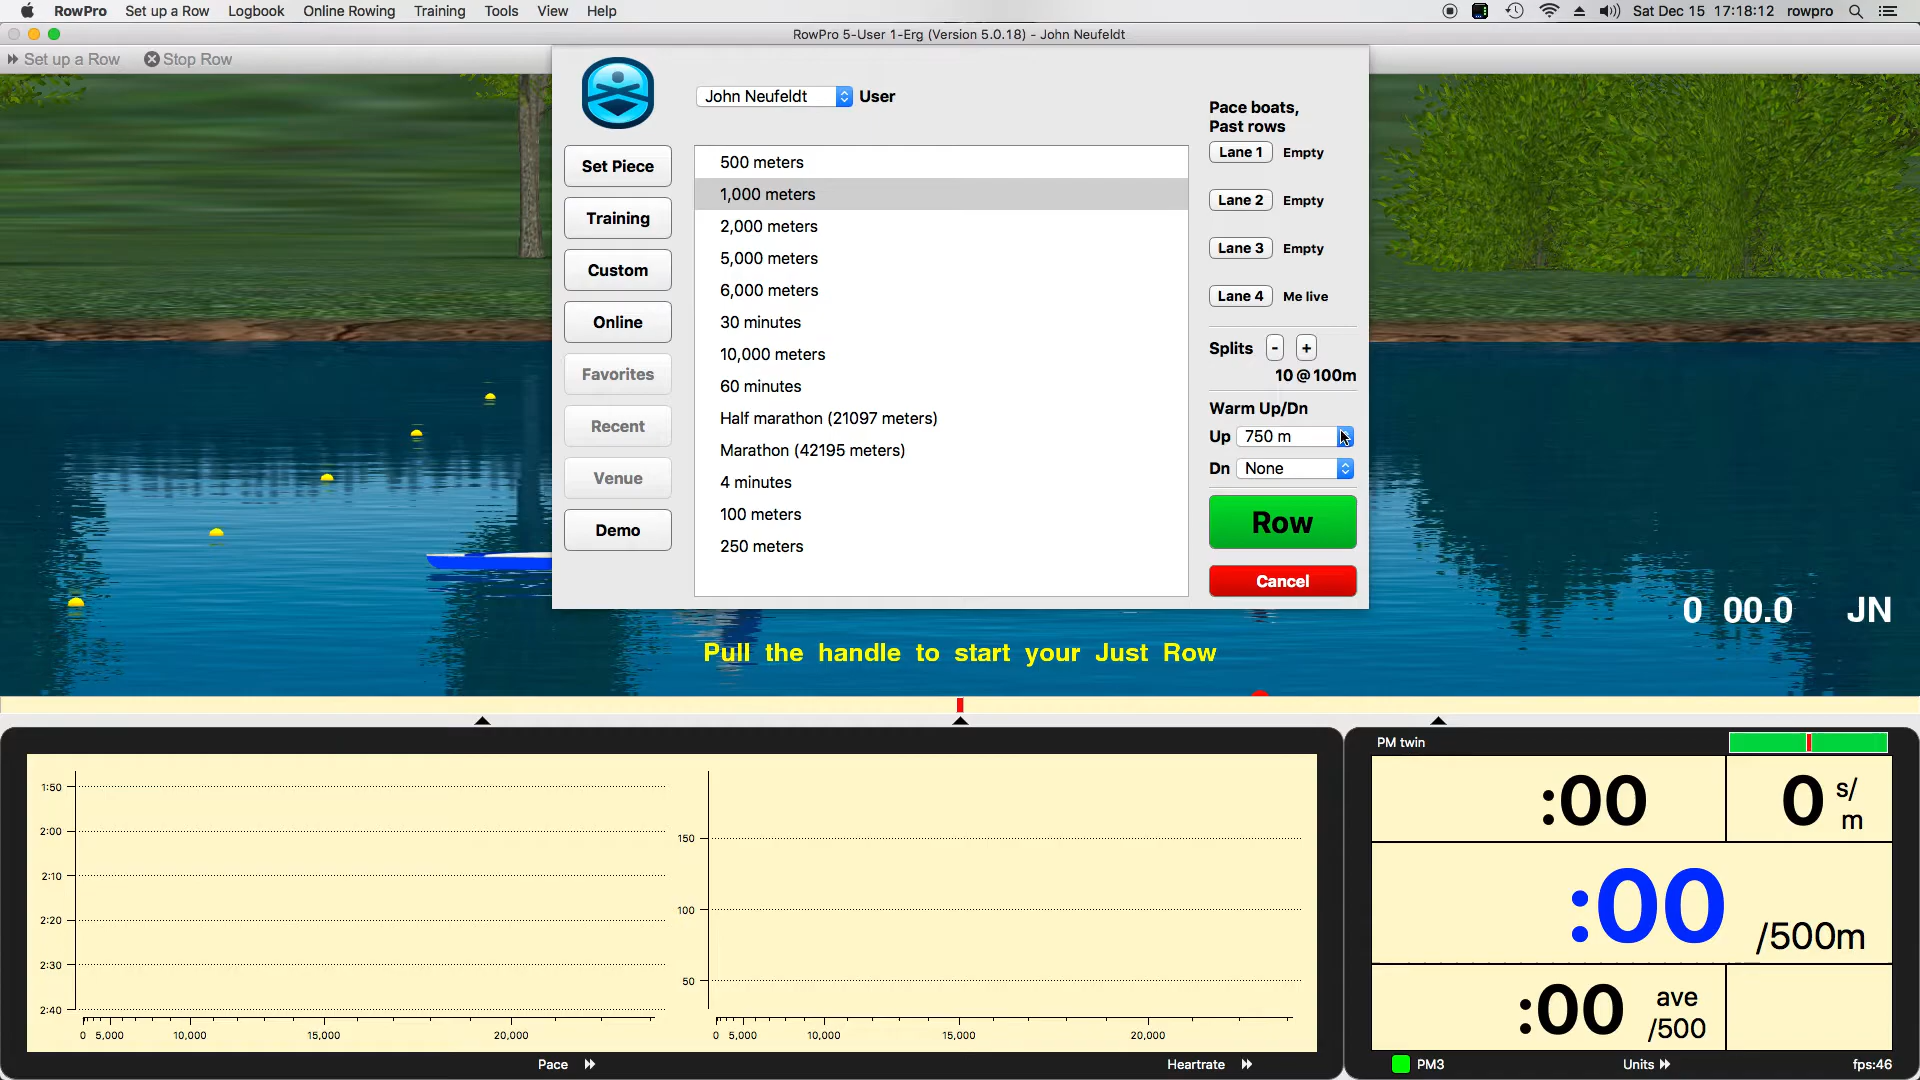 RowPro Set up a Row Logbook Online Rowing Training Tools View Help Sat Dec 15 17:18:12 rowpro
RowPro 5-User 1-Erg (Version 5.0.18) - John Neufeldt
Set up a Row Stop Row
John Neufeldt User
Set Piece
Training
Custom
Online
Favorites
Recent
Venue
Demo
500 meters
1,000 meters
2,000 meters
5,000 meters
6,000 meters
30 minutes
10,000 meters
60 minutes
Half marathon (21097 meters)
Marathon (42195 meters)
4 minutes
100 meters
250 meters
Pace boats,
Past rows
Lane 1 Empty
Lane 2 Empty
Lane 3 Empty
Lane 4 Me live
Splits - +
10 @ 100m
Warm Up/Dn
Up 750 m
Dn None
Row
Cancel
0 00.0 JN
Pull the handle to start your Just Row
1:50
2:00
2:10
2:20
2:30
2:40
0 5,000 10,000 15,000 20,000
Pace
150
100
50
0 5,000 10,000 15,000 20,000
Heartrate
PM twin
:00 0 s/
m
:00 /500m
:00 ave
/500
PM3 Units fps:46